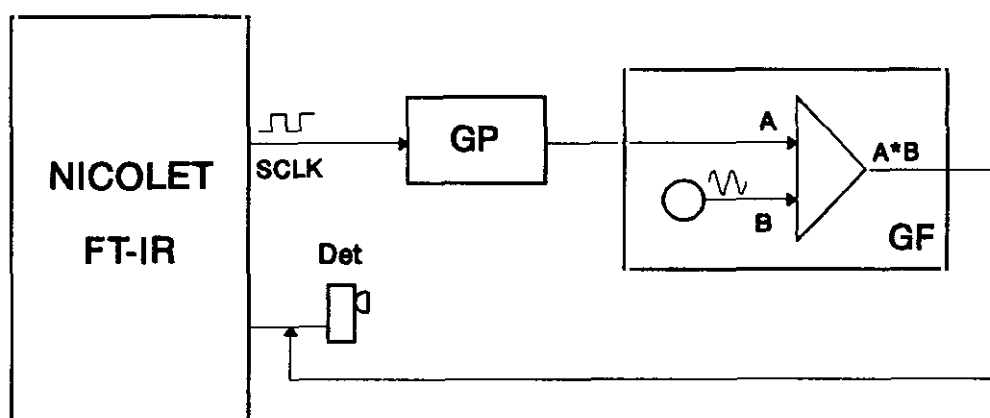 NICOLET
FT-IR
SCLK
GP
A
B
A*B
GF
Det